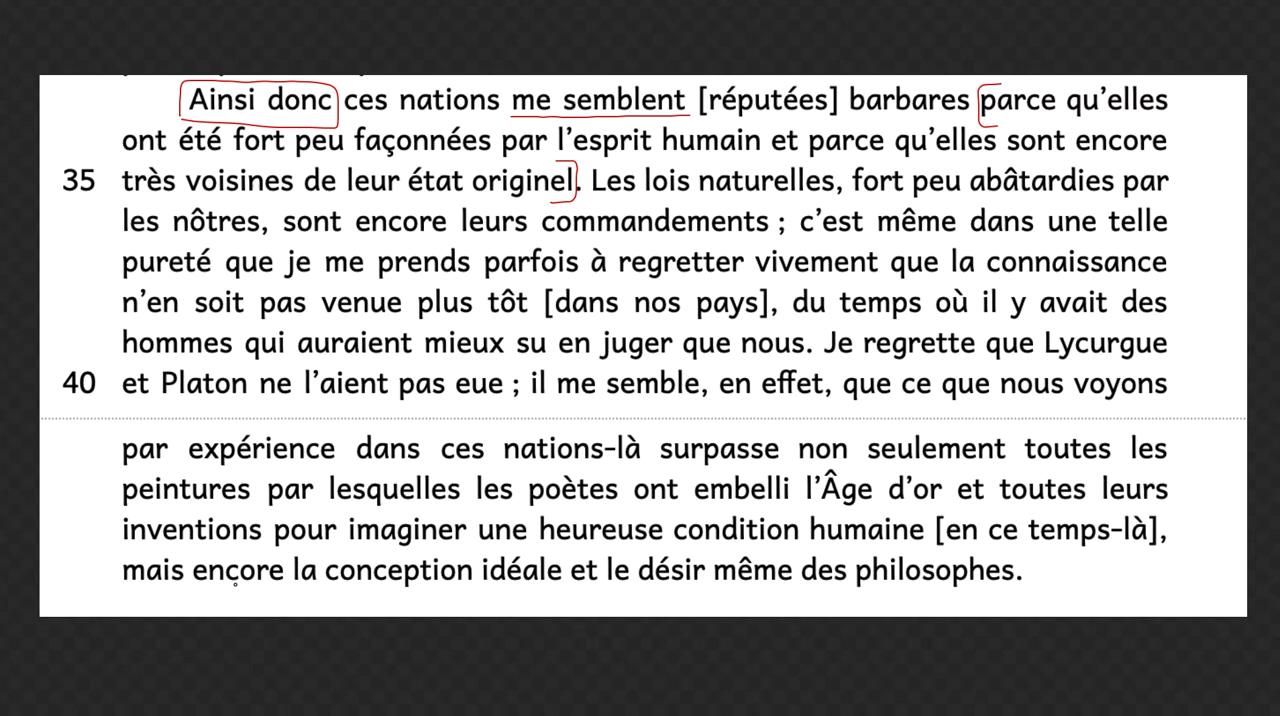 Ainsi donc ces nations me semblent [réputées] barbares parce qu'elles
ont été fort peu façonnées par l'esprit humain et parce qu'elles sont encore
35 très voisines de leur état originel. Les lois naturelles, fort peu abâtardies par
les nôtres, sont encore leurs commandements ; c'est même dans une telle
pureté que je me prends parfois à regretter vivement que la connaissance
n'en soit pas venue plus tôt [dans nos pays], du temps où il y avait des
hommes qui auraient mieux su en juger que nous. Je regrette que Lycurgue
40 et Platon ne l'aient pas eue ; il me semble, en effet, que ce que nous voyons
par expérience dans ces nations-là surpasse non seulement toutes les
peintures par lesquelles les poètes ont embelli l'Âge d'or et toutes leurs
inventions pour imaginer une heureuse condition humaine [en ce temps-là],
mais encore la conception idéale et le désir même des philosophes.